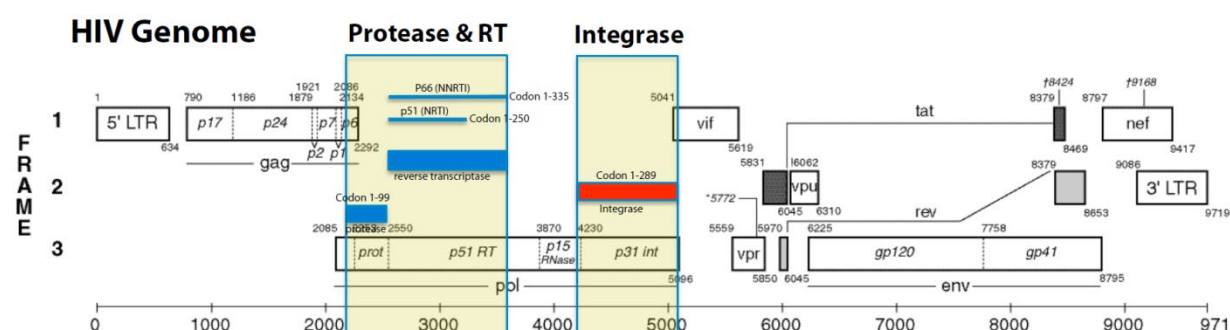 HIV Genome
Protease & RT
Integrase
FRAME
1
2
3
1
634
5' LTR
790
1186
1879
1921
2086
2134
2292
p17
p24
p7
p6
p2
p1
gag
P66 (NNRTI)
Codon 1-335
p51 (NRTI)
Codon 1-250
reverse transcriptase
Codon 1-99
protease
Codon 1-289
Integrase
2085
2550
3870
4230
5096
prot
p51 RT
p15
RNase
p31 int
pol
5041
vif
5619
tat
†8424
8379
8469
8797
†9168
nef
9417
5831
6045
I6062
vpu
6310
*5772
rev
8379
8653
9086
3' LTR
9719
5559
vpr
5850
5970
6045
6225
7758
gp120
gp41
8795
env
0
1000
2000
3000
4000
5000
6000
7000
8000
9000
971